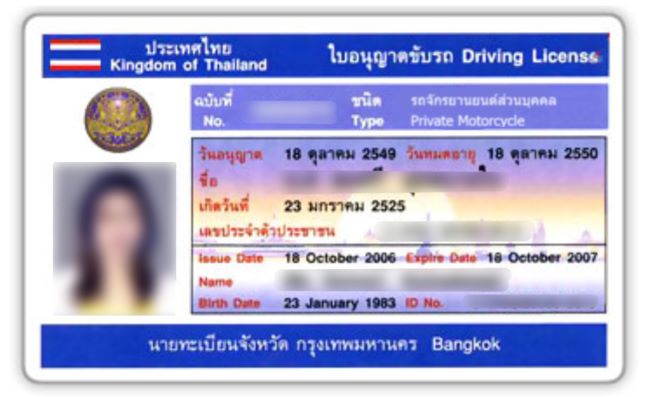 ประเทศไทย
Kingdom of Thailand
ใบอนุญาตขับรถ Driving License
ฉบับที่ ชนิด รถจักรยานยนต์ส่วนบุคคล
No. Type Private Motorcycle
วันอนุญาต 18 ตุลาคม 2549 วันหมดอายุ 18 ตุลาคม 2550
ชื่อ
เกิดวันที่ 23 มกราคม 2525
เลขประจำตัวประชาชน
Issue Date 18 October 2006 Expire Date 18 October 2007
Name
Birth Date 23 January 1983 ID No.
นายทะเบียนจังหวัด กรุงเทพมหานคร Bangkok